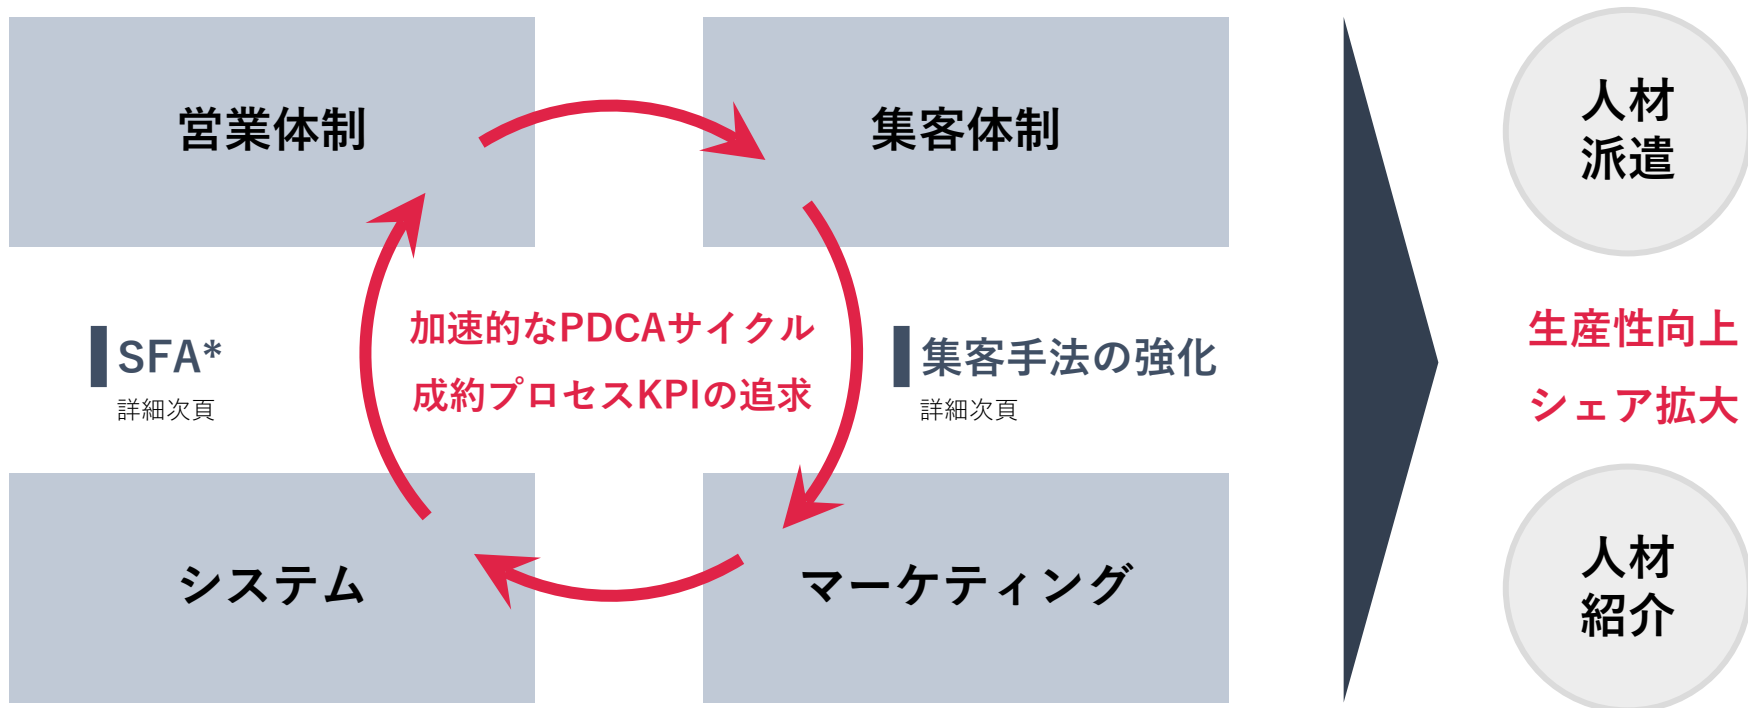 営業体制
集客体制
人材
派遣
加速的なPDCAサイクル
成約プロセスKPIの追求
SFA*
詳細次頁
集客手法の強化
詳細次頁
生産性向上
シェア拡大
システム
マーケティング
人材
紹介